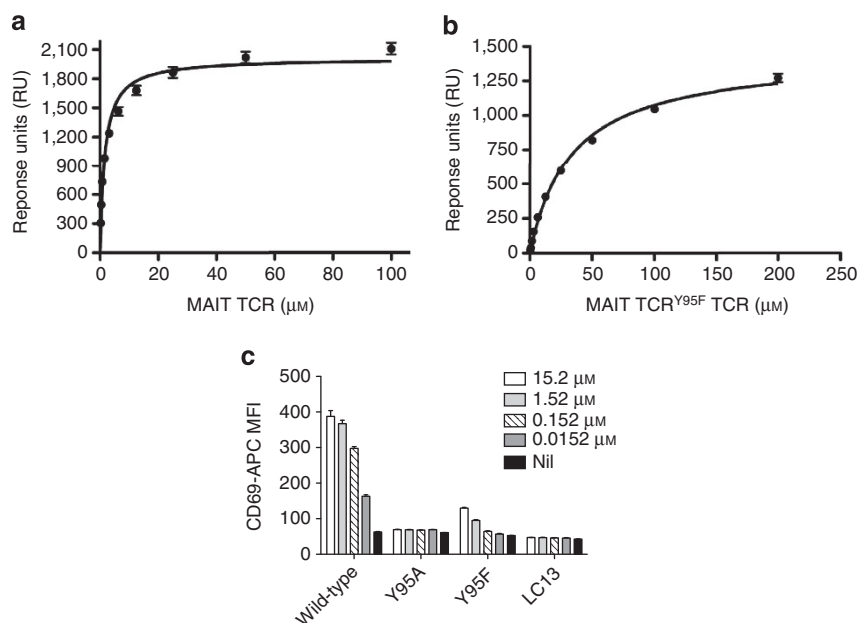 a
2,100
1,800
1,500
1,200
900
600
300
0
Reponse units (RU)
0 20 40 60 80 100
MAIT TCR (μM)
b
1,500
1,250
1,000
750
500
250
0
Reponse units (RU)
0 50 100 150 200 250
MAIT TCRY95F TCR (μM)
c
500
400
300
200
100
0
CD69-APC MFI
15.2 μM
1.52 μM
0.152 μM
0.0152 μM
Nil
Wild-type
Y95A
Y95F
LC13